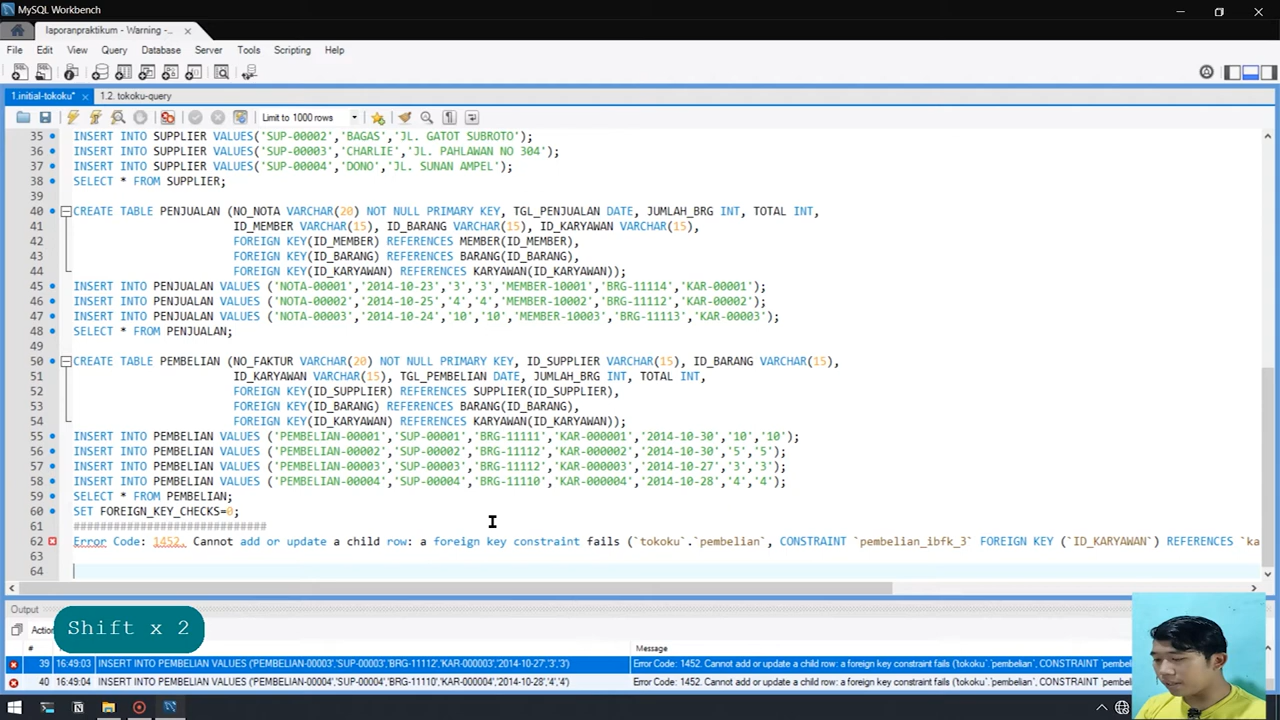 MySQL Workbench
laporanpraktikum - Warning -...
File Edit View Query Database Server Tools Scripting Help
1.initial-tokoku* 1.2. tokoku-query
Limit to 1000 rows
35 INSERT INTO SUPPLIER VALUES('SUP-00002','BAGAS','JL. GATOT SUBROTO');
36 INSERT INTO SUPPLIER VALUES('SUP-00003','CHARLIE','JL. PAHLAWAN NO 304');
37 INSERT INTO SUPPLIER VALUES('SUP-00004','DONO','JL. SUNAN AMPEL');
38 SELECT * FROM SUPPLIER;
39
40 CREATE TABLE PENJUALAN (NO_NOTA VARCHAR(20) NOT NULL PRIMARY KEY, TGL_PENJUALAN DATE, JUMLAH_BRG INT, TOTAL INT,
41 ID_MEMBER VARCHAR(15), ID_BARANG VARCHAR(15), ID_KARYAWAN VARCHAR(15),
42 FOREIGN KEY(ID_MEMBER) REFERENCES MEMBER(ID_MEMBER),
43 FOREIGN KEY(ID_BARANG) REFERENCES BARANG(ID_BARANG),
44 FOREIGN KEY(ID_KARYAWAN) REFERENCES KARYAWAN(ID_KARYAWAN));
45 INSERT INTO PENJUALAN VALUES ('NOTA-00001','2014-10-23','3','3','MEMBER-10001','BRG-11114','KAR-00001');
46 INSERT INTO PENJUALAN VALUES ('NOTA-00002','2014-10-25','4','4','MEMBER-10002','BRG-11112','KAR-00002');
47 INSERT INTO PENJUALAN VALUES ('NOTA-00003','2014-10-24','10','10','MEMBER-10003','BRG-11113','KAR-00003');
48 SELECT * FROM PENJUALAN;
49
50 CREATE TABLE PEMBELIAN (NO_FAKTUR VARCHAR(20) NOT NULL PRIMARY KEY, ID_SUPPLIER VARCHAR(15), ID_BARANG VARCHAR(15),
51 ID_KARYAWAN VARCHAR(15), TGL_PEMBELIAN DATE, JUMLAH_BRG INT, TOTAL INT,
52 FOREIGN KEY(ID_SUPPLIER) REFERENCES SUPPLIER(ID_SUPPLIER),
53 FOREIGN KEY(ID_BARANG) REFERENCES BARANG(ID_BARANG),
54 FOREIGN KEY(ID_KARYAWAN) REFERENCES KARYAWAN(ID_KARYAWAN));
55 INSERT INTO PEMBELIAN VALUES ('PEMBELIAN-00001','SUP-00001','BRG-11111','KAR-000001','2014-10-30','10','10');
56 INSERT INTO PEMBELIAN VALUES ('PEMBELIAN-00002','SUP-00002','BRG-11112','KAR-000002','2014-10-30','5','5');
57 INSERT INTO PEMBELIAN VALUES ('PEMBELIAN-00003','SUP-00003','BRG-11112','KAR-000003','2014-10-27','3','3');
58 INSERT INTO PEMBELIAN VALUES ('PEMBELIAN-00004','SUP-00004','BRG-11110','KAR-000004','2014-10-28','4','4');
59 SELECT * FROM PEMBELIAN;
60 SET FOREIGN_KEY_CHECKS=0;
61 #############################
62 Error Code: 1452. Cannot add or update a child row: a foreign key constraint fails (`tokoku`.`pembelian`, CONSTRAINT `pembelian_ibfk_3` FOREIGN KEY (`ID_KARYAWAN`) REFERENCES `ka
63
64
Output
Shift x 2
Action
# Message
39 16:49:03 INSERT INTO PEMBELIAN VALUES ('PEMBELIAN-00003','SUP-00003','BRG-11112','KAR-000003','2014-10-27','3','3') Error Code: 1452. Cannot add or update a child row: a foreign key constraint fails (`tokoku`.`pembelian`, CONSTRAINT `pembe
40 16:49:04 INSERT INTO PEMBELIAN VALUES ('PEMBELIAN-00004','SUP-00004','BRG-11110','KAR-000004','2014-10-28','4','4') Error Code: 1452. Cannot add or update a child row: a foreign key constraint fails (`tokoku`.`pembelian`, CONSTRAINT `pembe